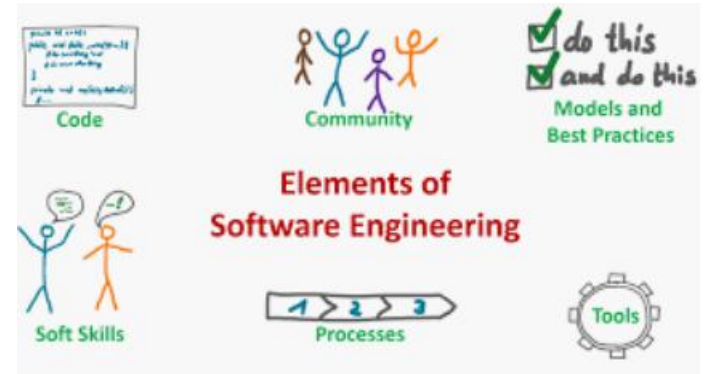 Code
Community
do this
and do this
Models and
Best Practices
Elements of
Software Engineering
Soft Skills
1 2 3
Processes
Tools